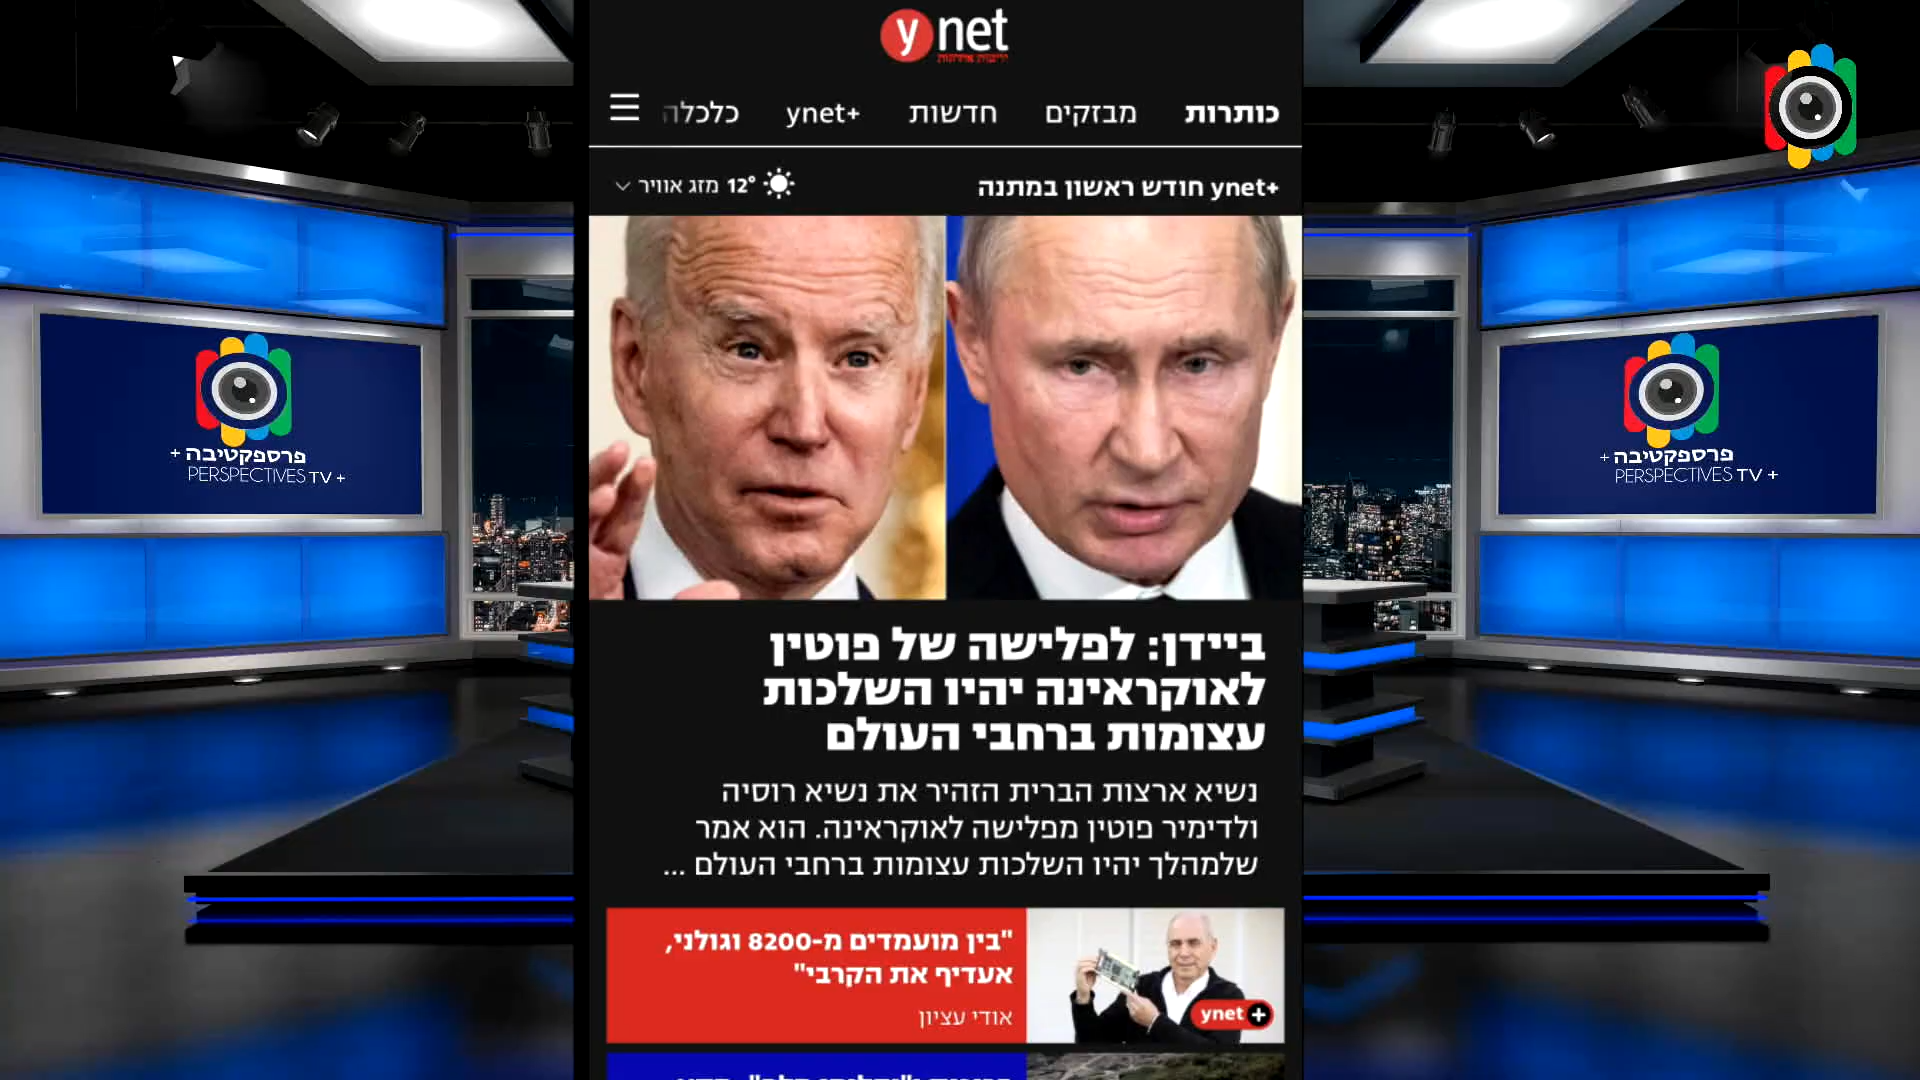 ynet
ידיעות אחרונות
כותרות
מבזקים
חדשות
ynet+
כלכלה
ynet+ חודש ראשון במתנה
12° מזג אוויר
ביידן: לפלישה של פוטין
לאוקראינה יהיו השלכות
עצומות ברחבי העולם
נשיא ארצות הברית הזהיר את נשיא רוסיה
ולדימיר פוטין מפלישה לאוקראינה. הוא אמר
שלמהלך יהיו השלכות עצומות ברחבי העולם ...
"בין מועמדים מ-8200 וגולני,
אעדיף את הקרבי"
אודי עציון
ynet+
פרספקטיבה +
PERSPECTIVES TV +
פרספקטיבה +
PERSPECTIVES TV +